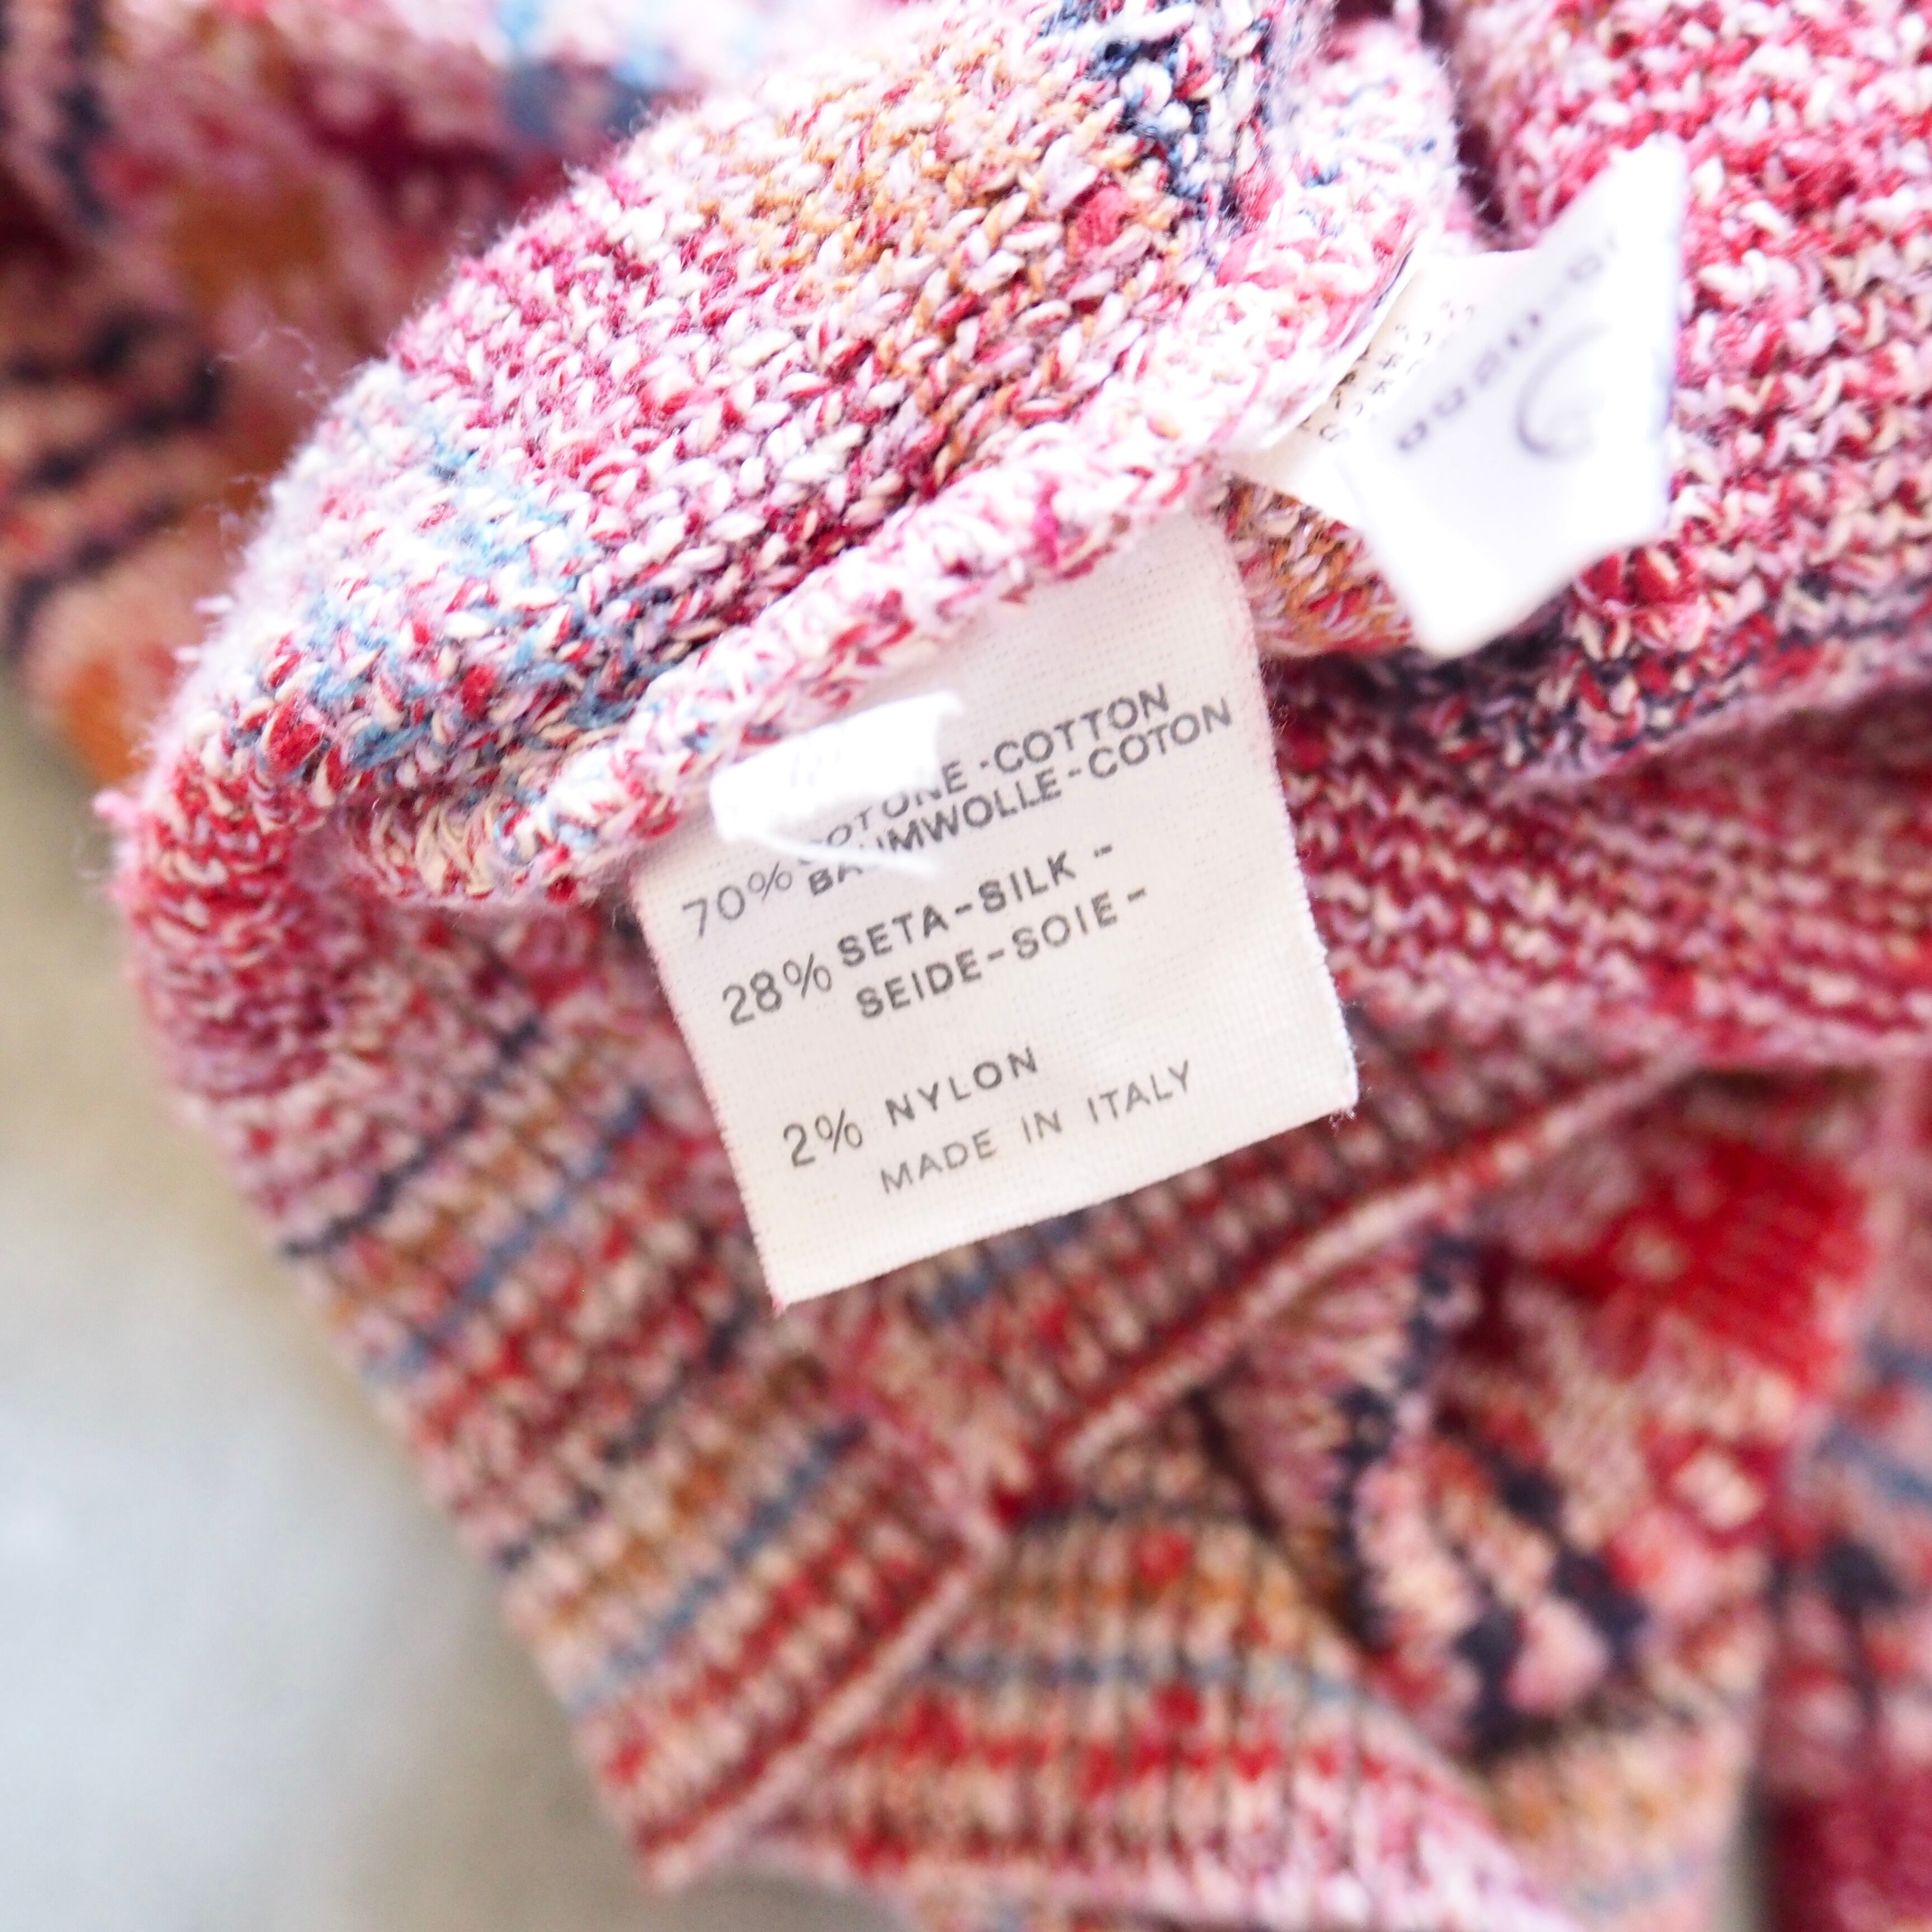 70% COTONE-COTTON
BAUMWOLLE-COTON
28% SETA-SILK -
SEIDE-SOIE -
2% NYLON
MADE IN ITALY